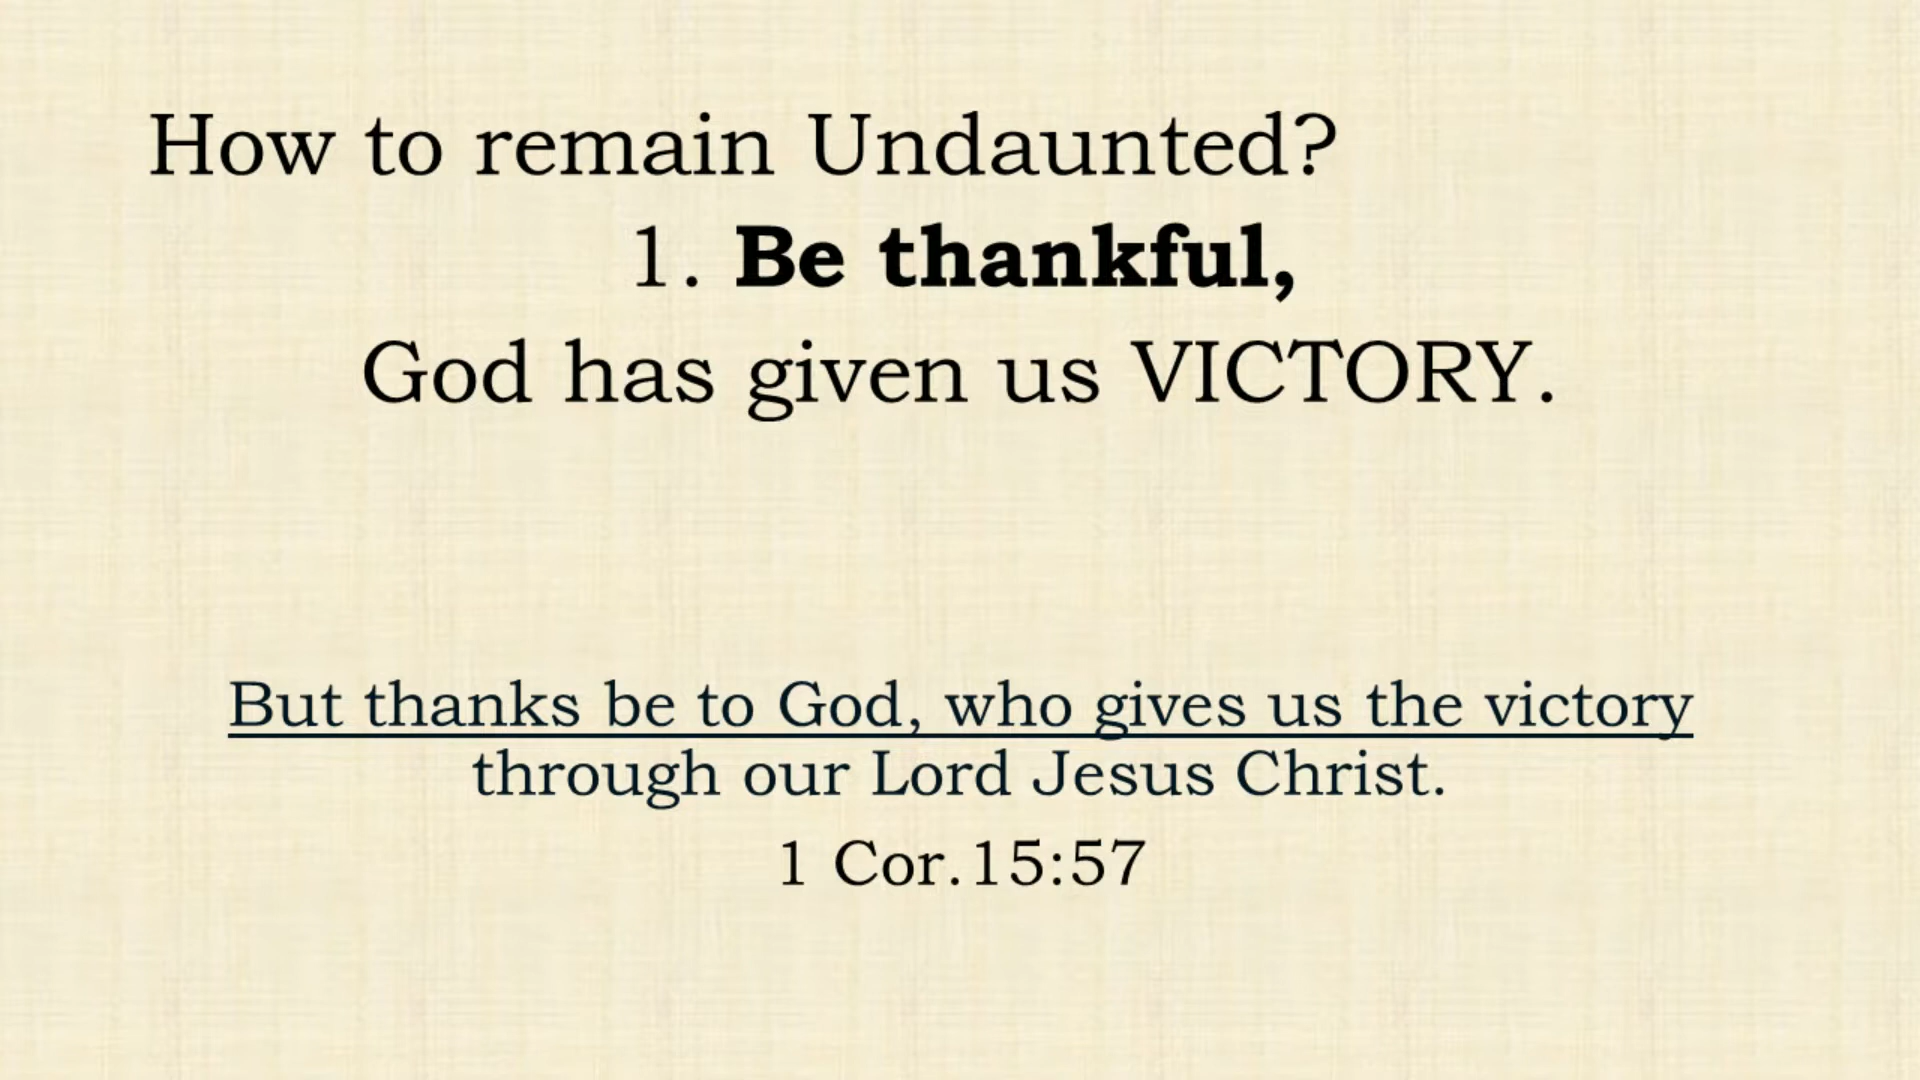 How to remain Undaunted?
1. Be thankful,
God has given us VICTORY.
But thanks be to God, who gives us the victory
through our Lord Jesus Christ.
1 Cor.15:57